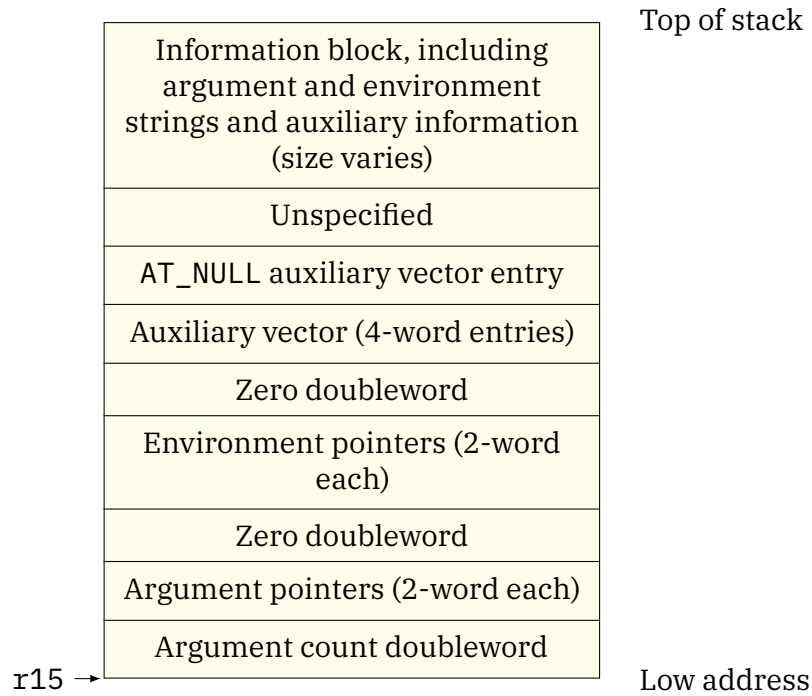 Top of stack
Information block, including
argument and environment
strings and auxiliary information
(size varies)
Unspecified
AT_NULL auxiliary vector entry
Auxiliary vector (4-word entries)
Zero doubleword
Environment pointers (2-word
each)
Zero doubleword
Argument pointers (2-word each)
Argument count doubleword
r15
Low address